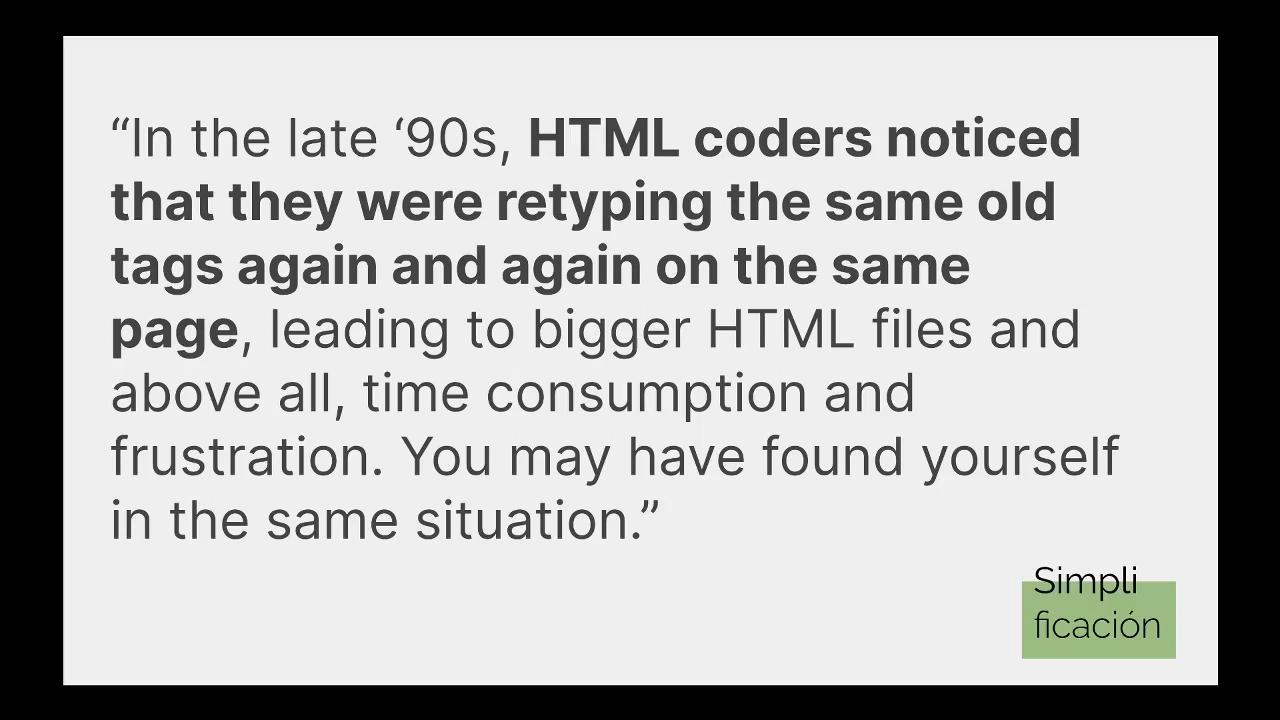 “In the late ‘90s, HTML coders noticed
that they were retyping the same old
tags again and again on the same
page, leading to bigger HTML files and
above all, time consumption and
frustration. You may have found yourself
in the same situation.”
Simpli
ficación